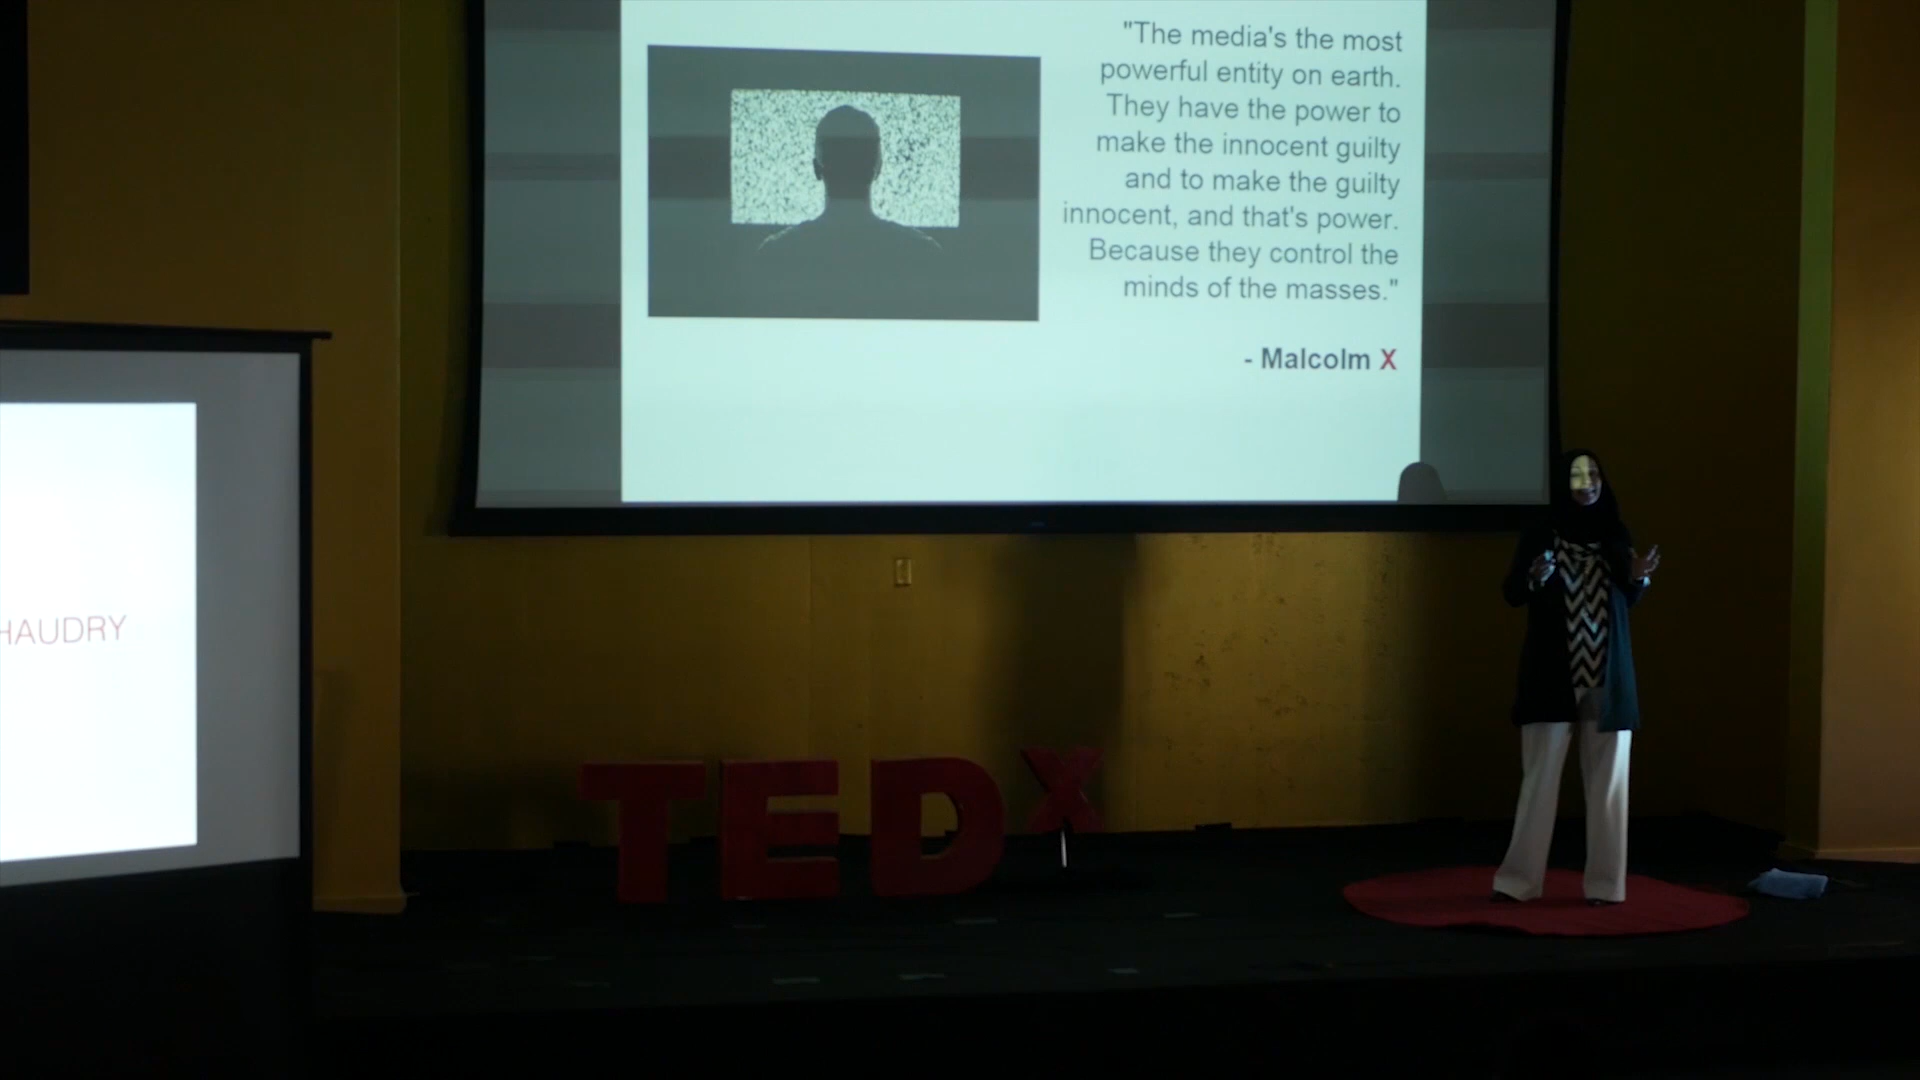 "The media's the most
powerful entity on earth.
They have the power to
make the innocent guilty
and to make the guilty
innocent, and that's power.
Because they control the
minds of the masses."
- Malcolm X
HAUDRY
TEDX